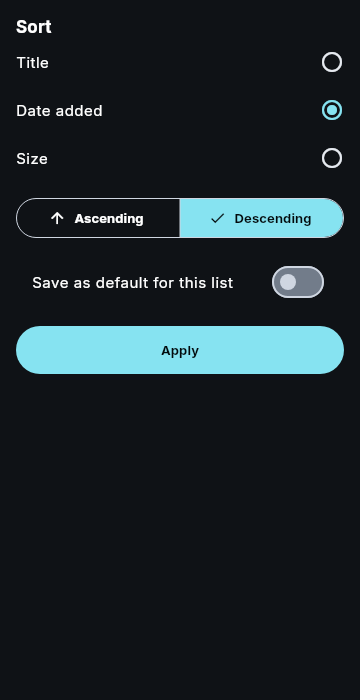 Sort
Title
Date added
Size
Ascending
Descending
Save as default for this list
Apply